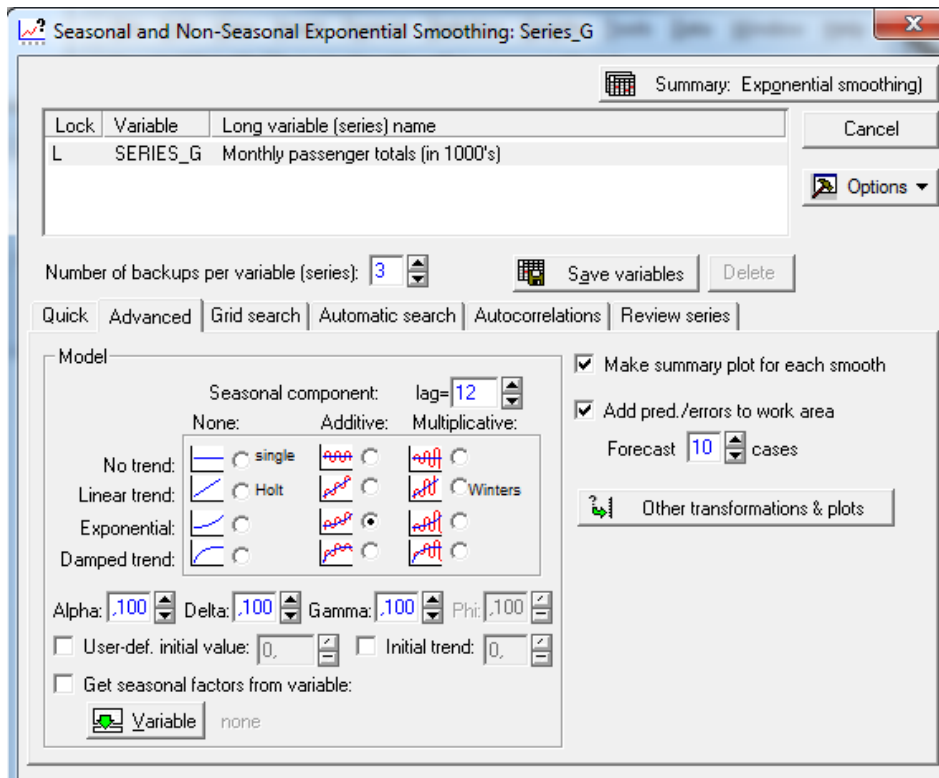 Seasonal and Non-Seasonal Exponential Smoothing: Series_G
Summary: Exponential smoothing)
Lock Variable Long variable (series) name
L SERIES_G Monthly passenger totals (in 1000's)
Cancel
Options
Number of backups per variable (series): 3
Save variables Delete
Quick Advanced Grid search Automatic search Autocorrelations Review series
Model
Seasonal component: lag= 12
None: Additive: Multiplicative:
No trend: single
Linear trend: Holt Winters
Exponential:
Damped trend:
Alpha: ,100 Delta: ,100 Gamma: ,100 Phi: ,100
User-def. initial value: 0, Initial trend: 0,
Get seasonal factors from variable:
Variable none
Make summary plot for each smooth
Add pred./errors to work area
Forecast 10 cases
Other transformations & plots